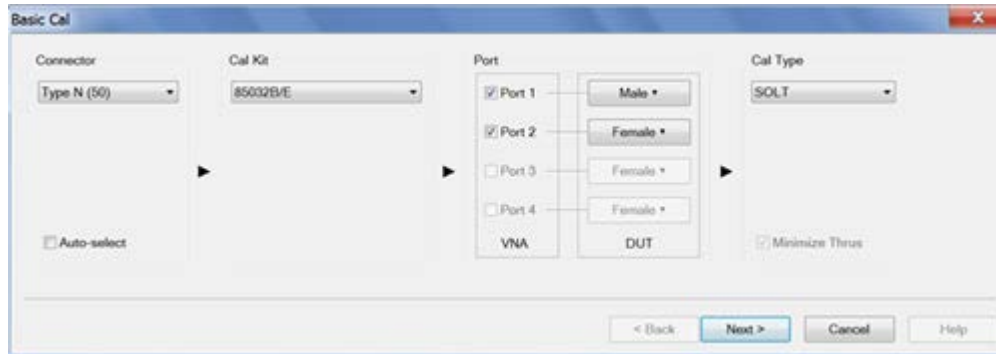 Basic Cal
Connector
Type N (50)
Auto-select
Cal Kit
85032B/E
Port
Port 1
Male
Port 2
Female
Port 3
Female
Port 4
Female
VNA
DUT
Cal Type
SOLT
Minimize Thrus
< Back
Next >
Cancel
Help